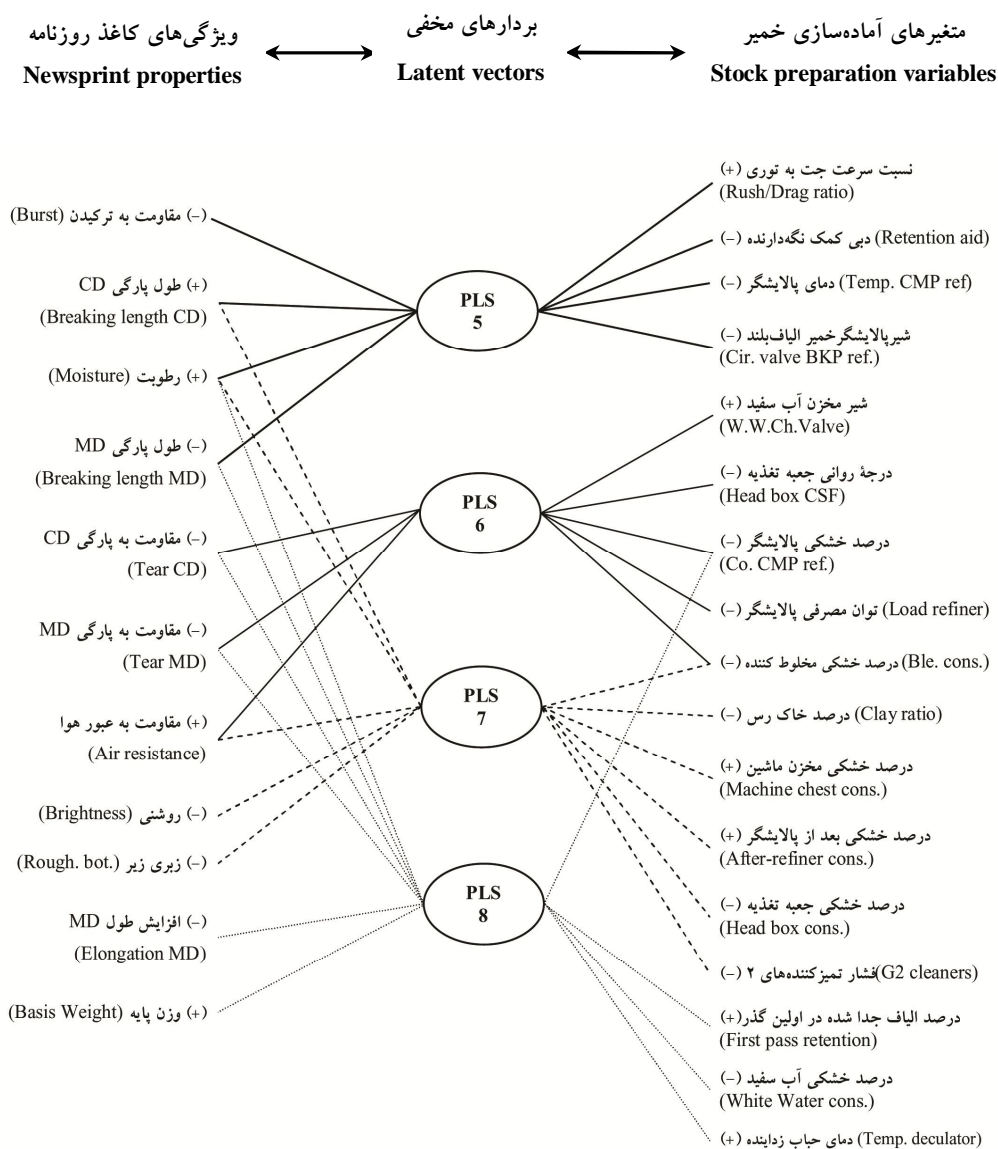 متغیرهای آماده‌سازی خمیر
Stock preparation variables
بردارهای مخفی
Latent vectors
ویژگی‌های کاغذ روزنامه
Newsprint properties
نسبت سرعت جت به توری (+)
(Rush/Drag ratio)
دبی کمک نگه‌دارنده (–) (Retention aid)
دمای پالایشگر (–) (Temp. CMP ref)
شیرپالایشگرخمیر الیاف‌بلند (–)
(Cir. valve BKP ref.)
شیر مخزن آب سفید (+)
(W.W.Ch.Valve)
درجۀ روانی جعبه تغذیه (–)
(Head box CSF)
درصد خشکی پالایشگر (–)
(Co. CMP ref.)
توان مصرفی پالایشگر (–) (Load refiner)
درصد خشکی مخلوط کننده (–) (Ble. cons.)
درصد خاک رس (–) (Clay ratio)
درصد خشکی مخزن ماشین (+)
(Machine chest cons.)
درصد خشکی بعد از پالایشگر (+)
(After-refiner cons.)
درصد خشکی جعبه تغذیه (–)
(Head box cons.)
فشار تمیزکننده‌های ۲ (–) (G2 cleaners)
درصد الیاف جدا شده در اولین گذر(+)
(First pass retention)
درصد خشکی آب سفید (–)
(White Water cons.)
دمای حباب زداینده (+) (Temp. deculator)
PLS
5
PLS
6
PLS
7
PLS
8
(–) مقاومت به ترکیدن (Burst)
(+) طول پارگی CD
(Breaking length CD)
(+) رطوبت (Moisture)
(–) طول پارگی MD
(Breaking length MD)
(–) مقاومت به پارگی CD
(Tear CD)
(–) مقاومت به پارگی MD
(Tear MD)
(+) مقاومت به عبور هوا
(Air resistance)
(–) روشنی (Brightness)
(–) زبری زیر (Rough. bot.)
(–) افزایش طول MD
(Elongation MD)
(+) وزن پایه (Basis Weight)